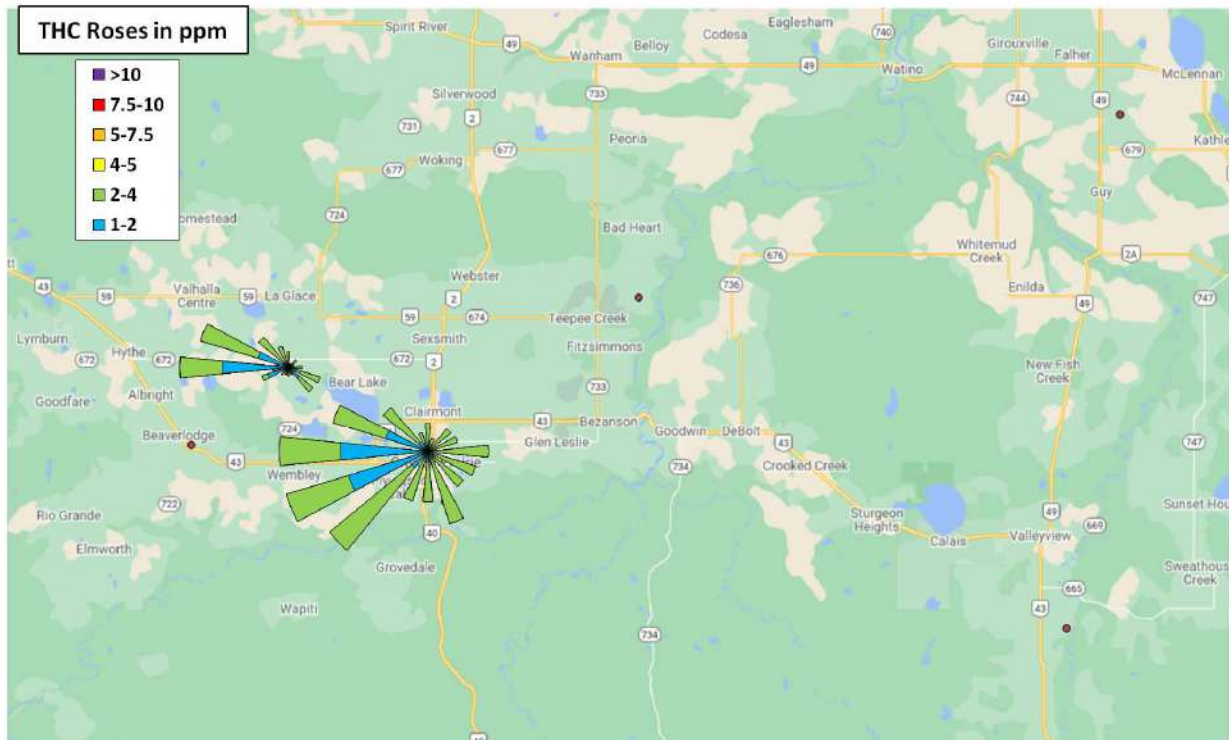 THC Roses in ppm
>10
7.5-10
5-7.5
4-5
2-4
1-2
Spirit River
49
Wanham
Belloy
Codesa
Eaglesham
740
Watino
49
Girouxville
Falher
McLennan
733
Silverwood
2
731
Peoria
677
Woking
677
744
49
679
Guy
724
Bad Heart
676
Whitemud
Creek
2A
Webster
2
736
Enilda
49
747
43
59
Valhalla
Centre
59
La Glace
59
674
Teepee Creek
Sexsmith
Lymburn
672
Hythe
672
672
Fitzsimmons
2
New Fish
Creek
Bear Lake
733
Albright
Goodfare
Clairmont
43
Bezanson
724
Goodwin
DeBolt
Beaverlodge
43
Glen Leslie
43
747
Wembley
734
Crooked Creek
722
Rio Grande
Sturgeon
Heights
49
669
Sunset Hou
40
Calais
Valleyview
Elmworth
Grovedale
Sweathouse
Creek
665
Wapiti
43
734
40